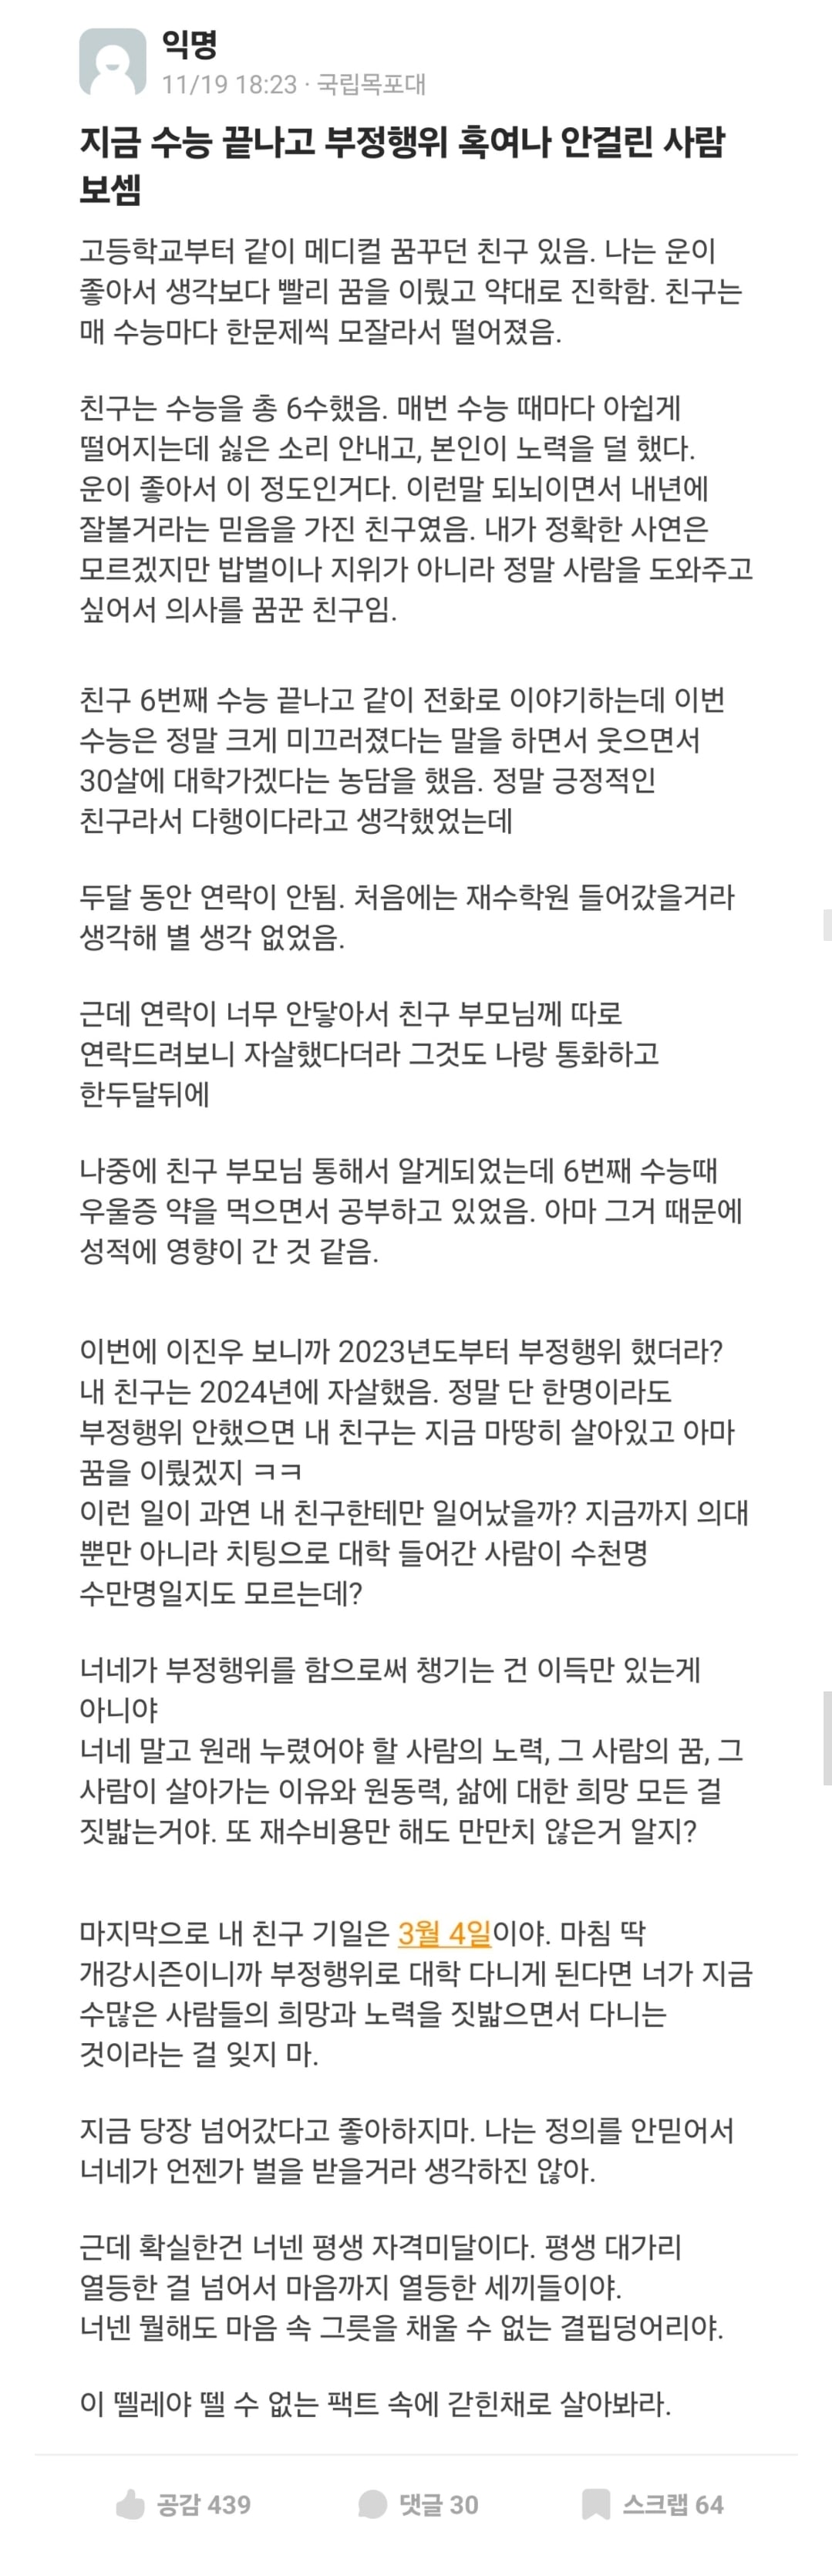 익명
11/19 18:23 · 국립목포대
지금 수능 끝나고 부정행위 혹여나 안걸린 사람
보셈
고등학교부터 같이 메디컬 꿈꾸던 친구 있음. 나는 운이
좋아서 생각보다 빨리 꿈을 이뤘고 약대로 진학함. 친구는
매 수능마다 한문제씩 모잘라서 떨어졌음.
친구는 수능을 총 6수했음. 매번 수능 때마다 아쉽게
떨어지는데 싫은 소리 안내고, 본인이 노력을 덜 했다.
운이 좋아서 이 정도인거다. 이런말 되뇌이면서 내년에
잘볼거라는 믿음을 가진 친구였음. 내가 정확한 사연은
모르겠지만 밥벌이나 지위가 아니라 정말 사람을 도와주고
싶어서 의사를 꿈꾼 친구임.
친구 6번째 수능 끝나고 같이 전화로 이야기하는데 이번
수능은 정말 크게 미끄러졌다는 말을 하면서 웃으면서
30살에 대학가겠다는 농담을 했음. 정말 긍정적인
친구라서 다행이다라고 생각했었는데
두달 동안 연락이 안됨. 처음에는 재수학원 들어갔을거라
생각해 별 생각 없었음.
근데 연락이 너무 안닿아서 친구 부모님께 따로
연락드려보니 자살했다더라 그것도 나랑 통화하고
한두달뒤에
나중에 친구 부모님 통해서 알게되었는데 6번째 수능때
우울증 약을 먹으면서 공부하고 있었음. 아마 그거 때문에
성적에 영향이 간 것 같음.
이번에 이진우 보니까 2023년도부터 부정행위 했더라?
내 친구는 2024년에 자살했음. 정말 단 한명이라도
부정행위 안했으면 내 친구는 지금 마땅히 살아있고 아마
꿈을 이뤘겠지 ㅋㅋ
이런 일이 과연 내 친구한테만 일어났을까? 지금까지 의대
뿐만 아니라 치팅으로 대학 들어간 사람이 수천명
수만명일지도 모르는데?
너네가 부정행위를 함으로써 챙기는 건 이득만 있는게
아니야
너네 말고 원래 누렸어야 할 사람의 노력, 그 사람의 꿈, 그
사람이 살아가는 이유와 원동력, 삶에 대한 희망 모든 걸
짓밟는거야. 또 재수비용만 해도 만만치 않은거 알지?
마지막으로 내 친구 기일은 3월 4일이야. 마침 딱
개강시즌이니까 부정행위로 대학 다니게 된다면 너가 지금
수많은 사람들의 희망과 노력을 짓밟으면서 다니는
것이라는 걸 잊지 마.
지금 당장 넘어갔다고 좋아하지마. 나는 정의를 안믿어서
너네가 언젠가 벌을 받을거라 생각하진 않아.
근데 확실한건 너넨 평생 자격미달이다. 평생 대가리
열등한 걸 넘어서 마음까지 열등한 세끼들이야.
너넨 뭘해도 마음 속 그릇을 채울 수 없는 결핍덩어리야.
이 뗄레야 뗄 수 없는 팩트 속에 갇힌채로 살아봐라.
공감 439 댓글 30 스크랩 64